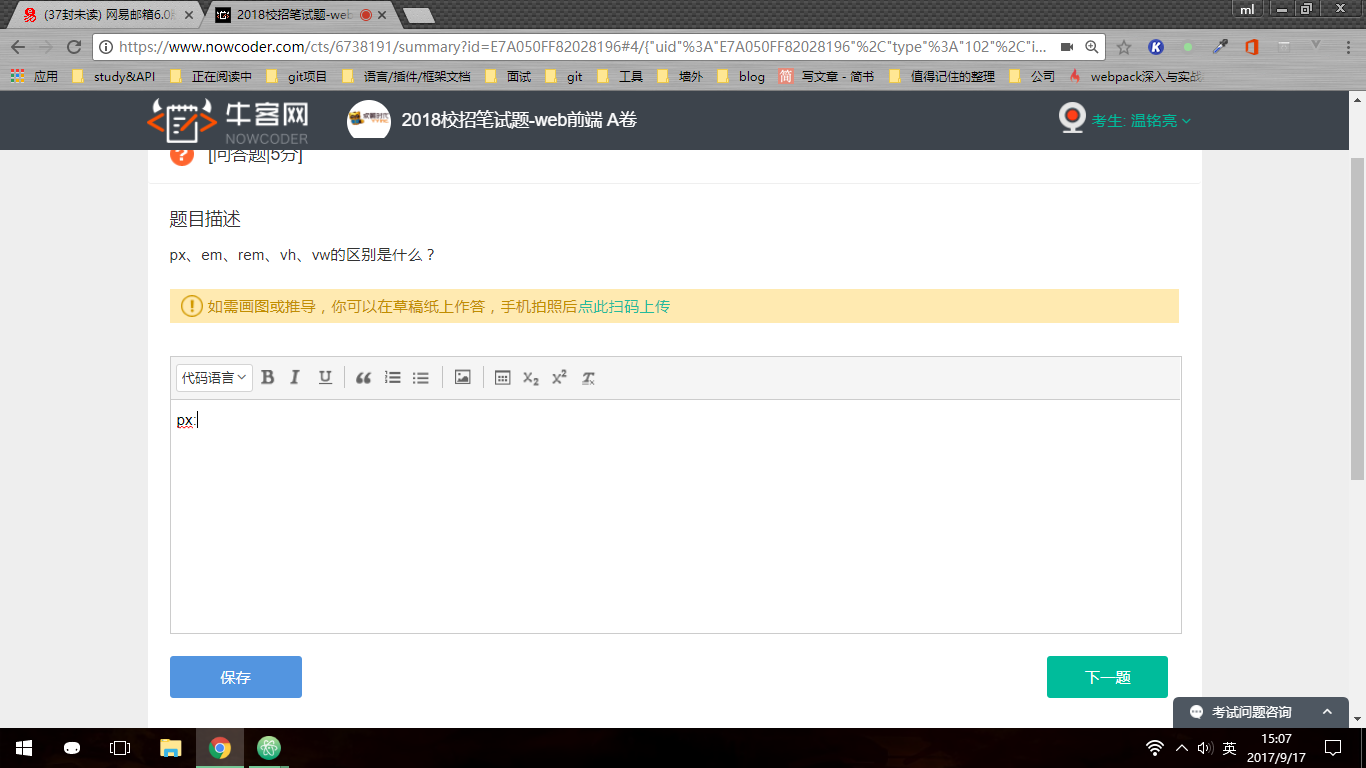 (37封未读) 网易邮箱6.0
2018校招笔试题-web
ml
https://www.nowcoder.com/cts/6738191/summary?id=E7A050FF82028196#4/{"uid"%3A"E7A050FF82028196"%2C"type"%3A"102"%2C"i...
应用 study&API 正在阅读中 git项目 语言/插件/框架文档 面试 git 工具 墙外 blog 简 写文章 - 简书 值得记住的整理 公司 webpack深入与实战
牛客网
NOWCODER
2018校招笔试题-web前端 A卷
考生: 温铭亮
[问答题|5分]
题目描述
px、em、rem、vh、vw的区别是什么？
如需画图或推导，你可以在草稿纸上作答，手机拍照后点此扫码上传
代码语言 B I U x₂ x²
px:
保存
下一题
考试问题咨询
英
15:07
2017/9/17